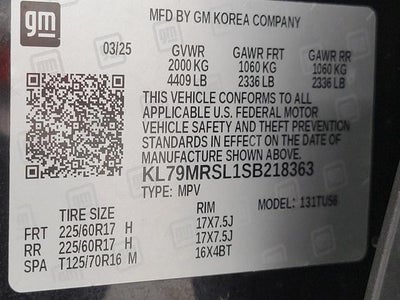 gm
MFD BY GM KOREA COMPANY
03/25 GVWR GAWR FRT GAWR RR
2000 KG 1060 KG 1060 KG
4409 LB 2336 LB 2336 LB
THIS VEHICLE CONFORMS TO ALL
APPLICABLE U.S. FEDERAL MOTOR
VEHICLE SAFETY AND THEFT PREVENTION
STANDARDS IN EFFECT ON THE DATE OF
MANUFACTURE SHOWN ABOVE.
KL79MRSL1SB218363
TYPE: MPV
TIRE SIZE RIM 131TU56
FRT 225/60R17 H 17X7.5J
RR 225/60R17 H 17X7.5J
SPA T125/70R16 M 16X4BT